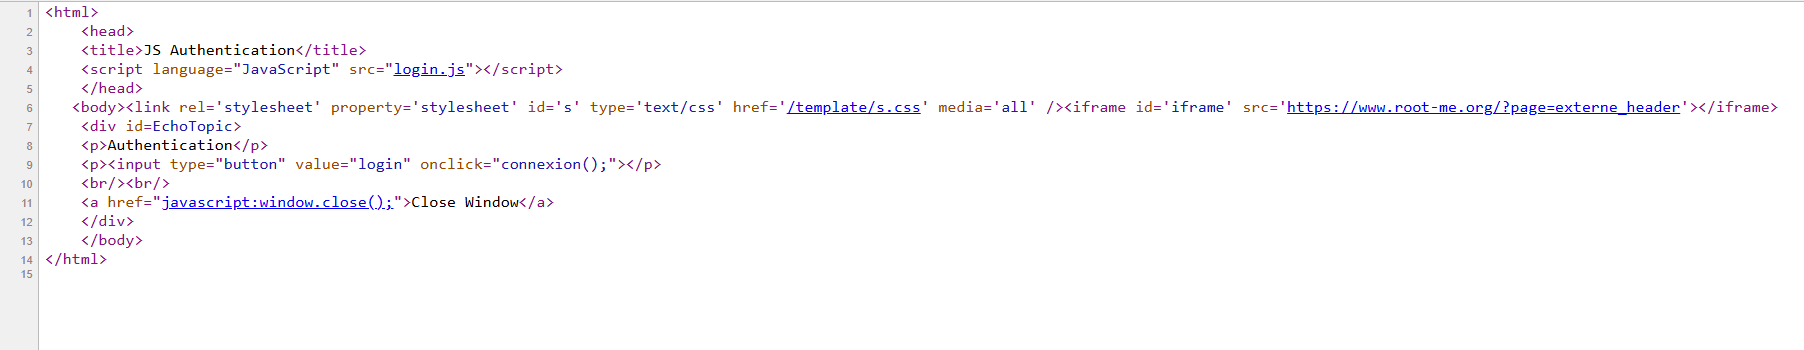 1 <html>
2 <head>
3 <title>JS Authentication</title>
4 <script language="JavaScript" src="login.js"></script>
5 </head>
6 <body><link rel='stylesheet' property='stylesheet' id='s' type='text/css' href='/template/s.css' media='all' /><iframe id='iframe' src='https://www.root-me.org/?page=externe_header'></iframe>
7 <div id=EchoTopic>
8 <p>Authentication</p>
9 <p><input type="button" value="login" onclick="connexion();"></p>
10 <br/><br/>
11 <a href="javascript:window.close();">Close Window</a>
12 </div>
13 </body>
14 </html>
15